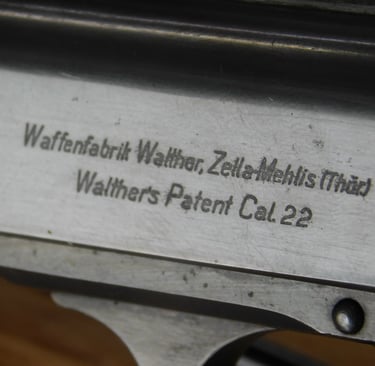 Waffenfabrik Walther, Zella-Mehlis (Thür.)
Walther's Patent Cal. 22